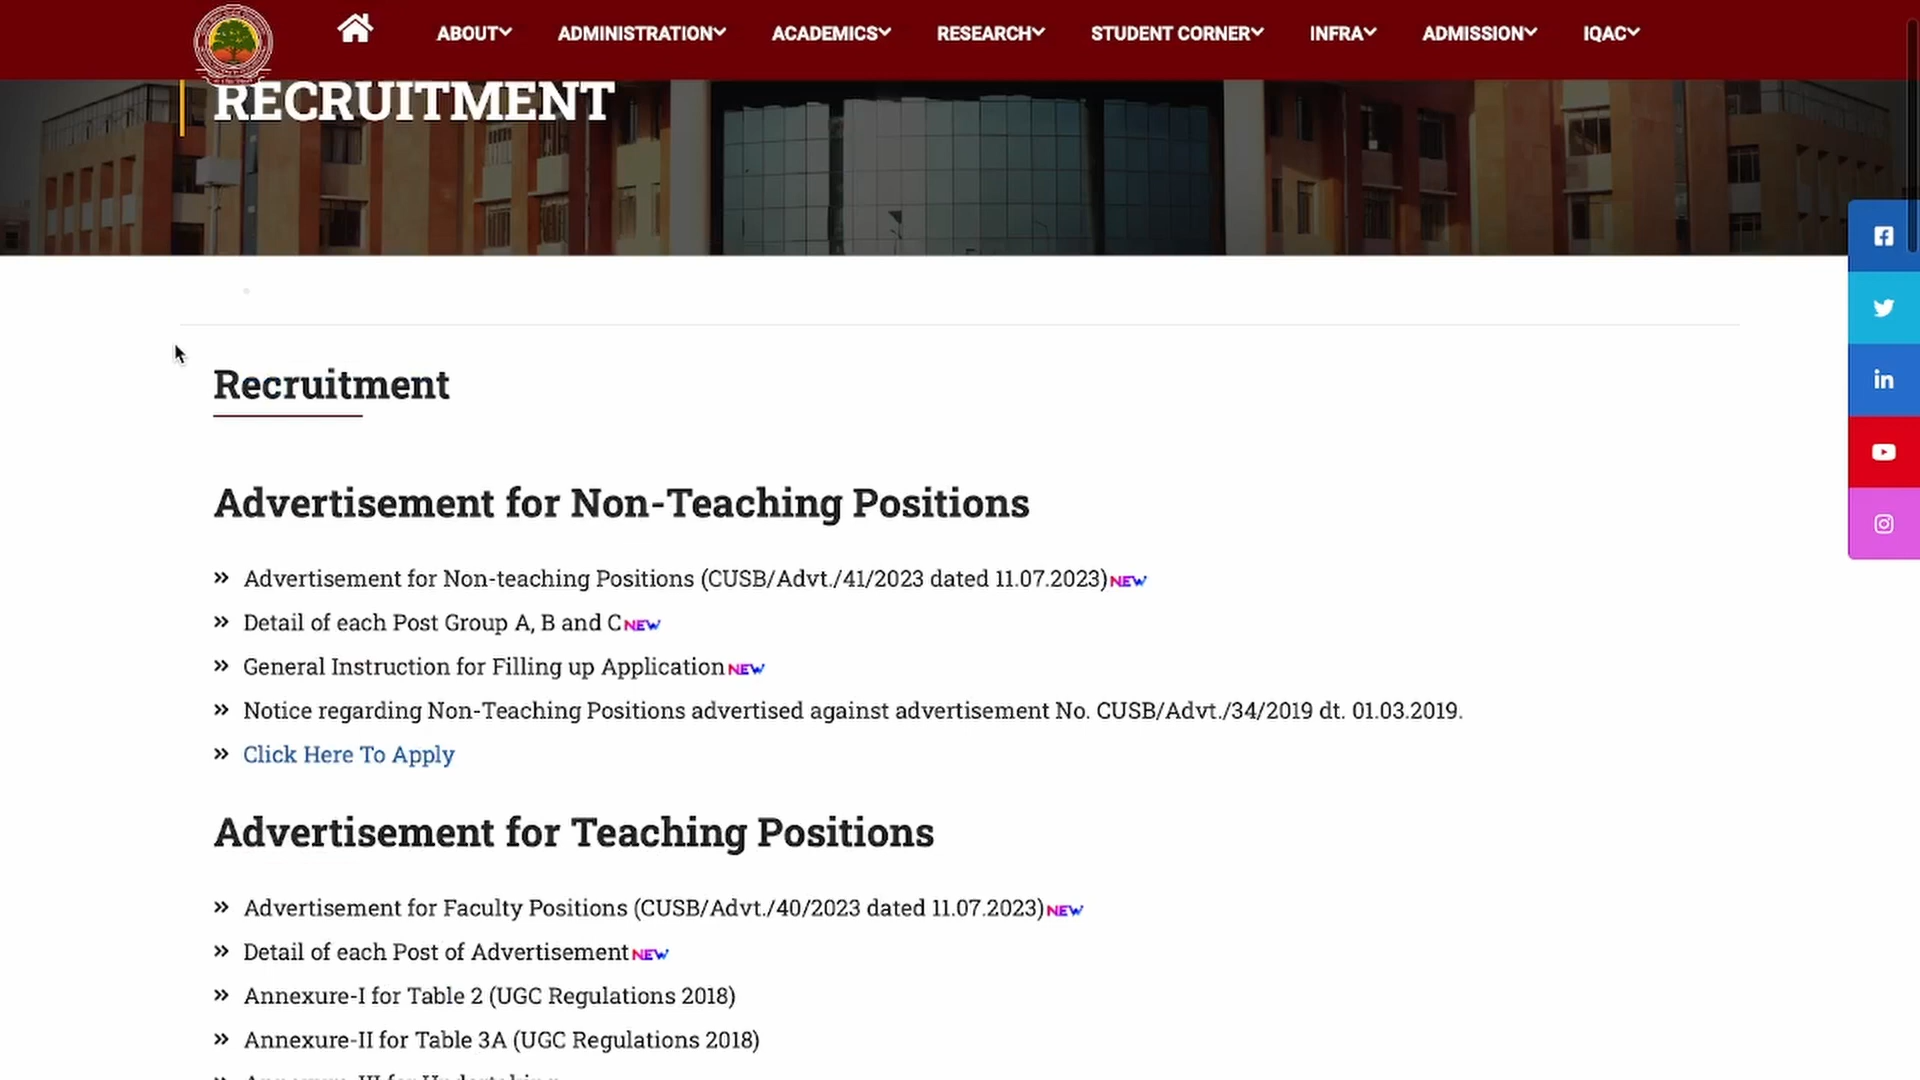 ABOUT ADMINISTRATION ACADEMICS RESEARCH STUDENT CORNER INFRA ADMISSION IQAC
RECRUITMENT
Recruitment
Advertisement for Non-Teaching Positions
» Advertisement for Non-teaching Positions (CUSB/Advt./41/2023 dated 11.07.2023) NEW
» Detail of each Post Group A, B and C NEW
» General Instruction for Filling up Application NEW
» Notice regarding Non-Teaching Positions advertised against advertisement No. CUSB/Advt./34/2019 dt. 01.03.2019.
» Click Here To Apply
Advertisement for Teaching Positions
» Advertisement for Faculty Positions (CUSB/Advt./40/2023 dated 11.07.2023) NEW
» Detail of each Post of Advertisement NEW
» Annexure-I for Table 2 (UGC Regulations 2018)
» Annexure-II for Table 3A (UGC Regulations 2018)